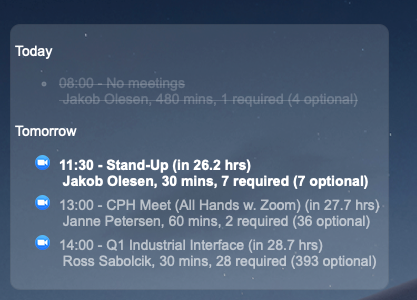 Today
08:00 - No meetings
Jakob Olesen, 480 mins, 1 required (4 optional)
Tomorrow
11:30 - Stand-Up (in 26.2 hrs)
Jakob Olesen, 30 mins, 7 required (7 optional)
13:00 - CPH Meet (All Hands w. Zoom) (in 27.7 hrs)
Janne Petersen, 60 mins, 2 required (36 optional)
14:00 - Q1 Industrial Interface (in 28.7 hrs)
Ross Sabolcik, 30 mins, 28 required (393 optional)